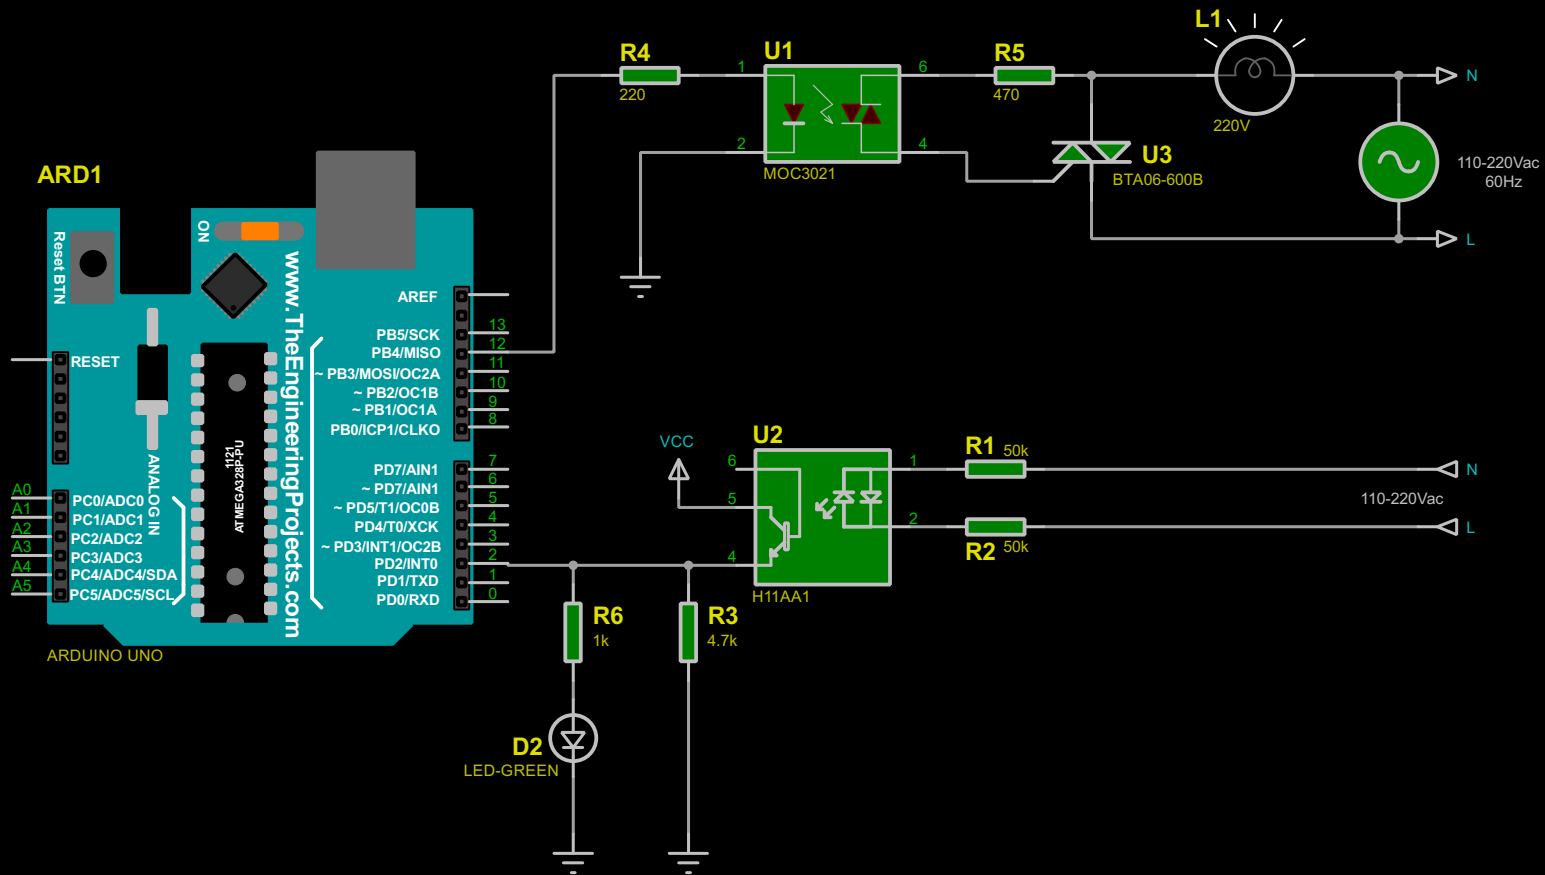 L1
220V
N
110-220Vac
60Hz
L
R4
220
U1
1
2
6
4
MOC3021
R5
470
U3
BTA06-600B
ARD1
Reset BTN
ON
www.TheEngineeringProjects.com
AREF
PB5/SCK 13
PB4/MISO 12
~ PB3/MOSI/OC2A 11
~ PB2/OC1B 10
~ PB1/OC1A 9
PB0/ICP1/CLKO 8
RESET
ANALOG IN
1121
ATMEGA328P-PU
PD7/AIN1 7
~ PD7/AIN1 6
~ PD5/T1/OC0B 5
PD4/T0/XCK 4
~ PD3/INT1/OC2B 3
PD2/INT0 2
PD1/TXD 1
PD0/RXD 0
A0 PC0/ADC0
A1 PC1/ADC1
A2 PC2/ADC2
A3 PC3/ADC3
A4 PC4/ADC4/SDA
A5 PC5/ADC5/SCL
ARDUINO UNO
VCC
U2
6
5
4
1
2
H11AA1
R1 50k
N
110-220Vac
L
R2 50k
R6
1k
R3
4.7k
D2
LED-GREEN